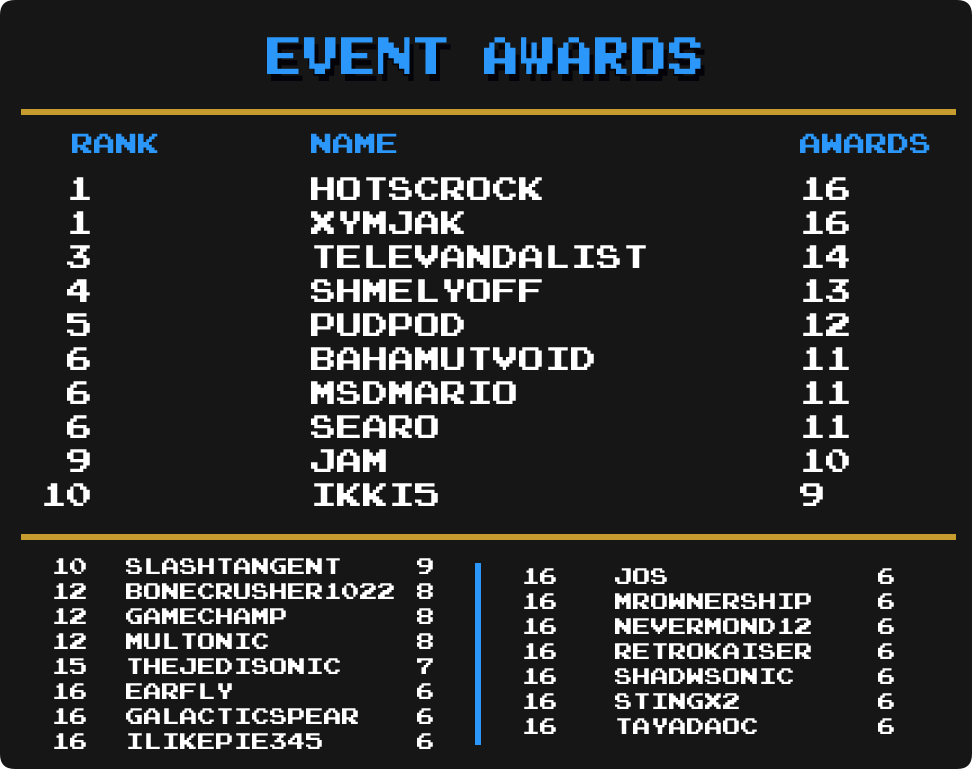 EVENT AWARDS
RANK NAME AWARDS
1 HOTSCROCK 16
1 XYMJAK 16
3 TELEVANDALIST 14
4 SHMELYOFF 13
5 PUDPOD 12
6 BAHAMUTVOID 11
6 MSDMARIO 11
6 SEARO 11
9 JAM 10
10 IKKI5 9
10 SLASHTANGENT 9
12 BONECRUSHER1022 8
12 GAMECHAMP 8
12 MULTONIC 8
15 THEJEDISONIC 7
16 EARFLY 6
16 GALACTICSPEAR 6
16 ILIKEPIE345 6
16 JOS 6
16 MROWNERSHIP 6
16 NEVERMOND12 6
16 RETROKAISER 6
16 SHADWSONIC 6
16 STINGX2 6
16 TAYADAOC 6